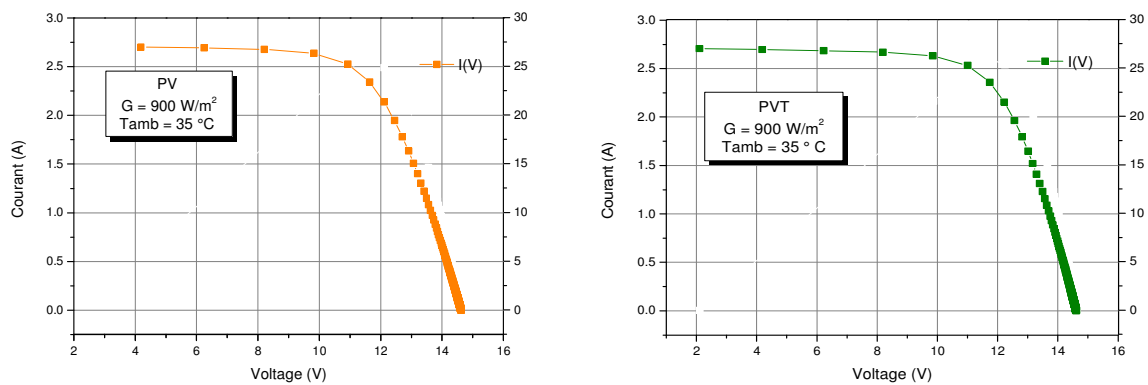 3.0
2.5
2.0
1.5
1.0
0.5
0.0
Courant (A)
30
25
20
15
10
5
0
2 4 6 8 10 12 14 16
Voltage (V)
I(V)
PV
G = 900 W/m²
Tamb = 35 °C
3.0
2.5
2.0
1.5
1.0
0.5
0.0
Courant (A)
30
25
20
15
10
5
0
2 4 6 8 10 12 14 16
Voltage (V)
I(V)
PVT
G = 900 W/m²
Tamb = 35 ° C